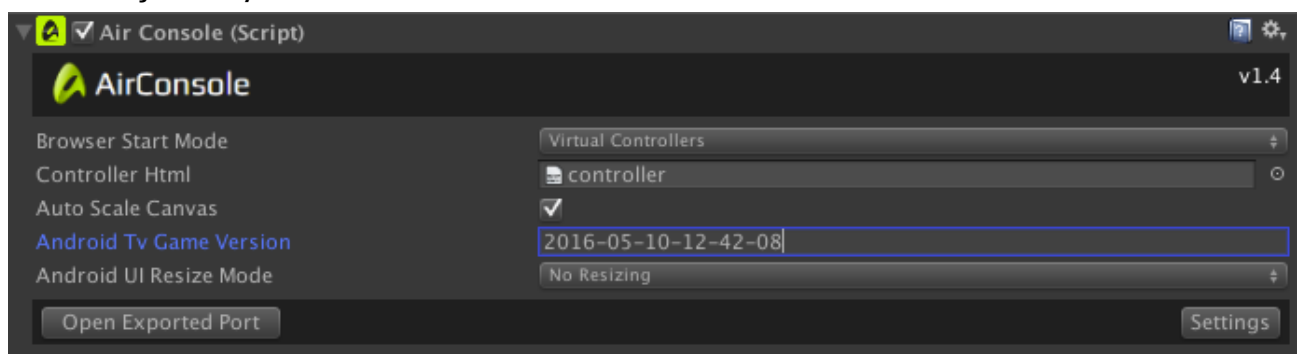 Air Console (Script)
AirConsole
v1.4
Browser Start Mode Virtual Controllers
Controller Html controller
Auto Scale Canvas
Android Tv Game Version 2016-05-10-12-42-08
Android UI Resize Mode No Resizing
Open Exported Port Settings